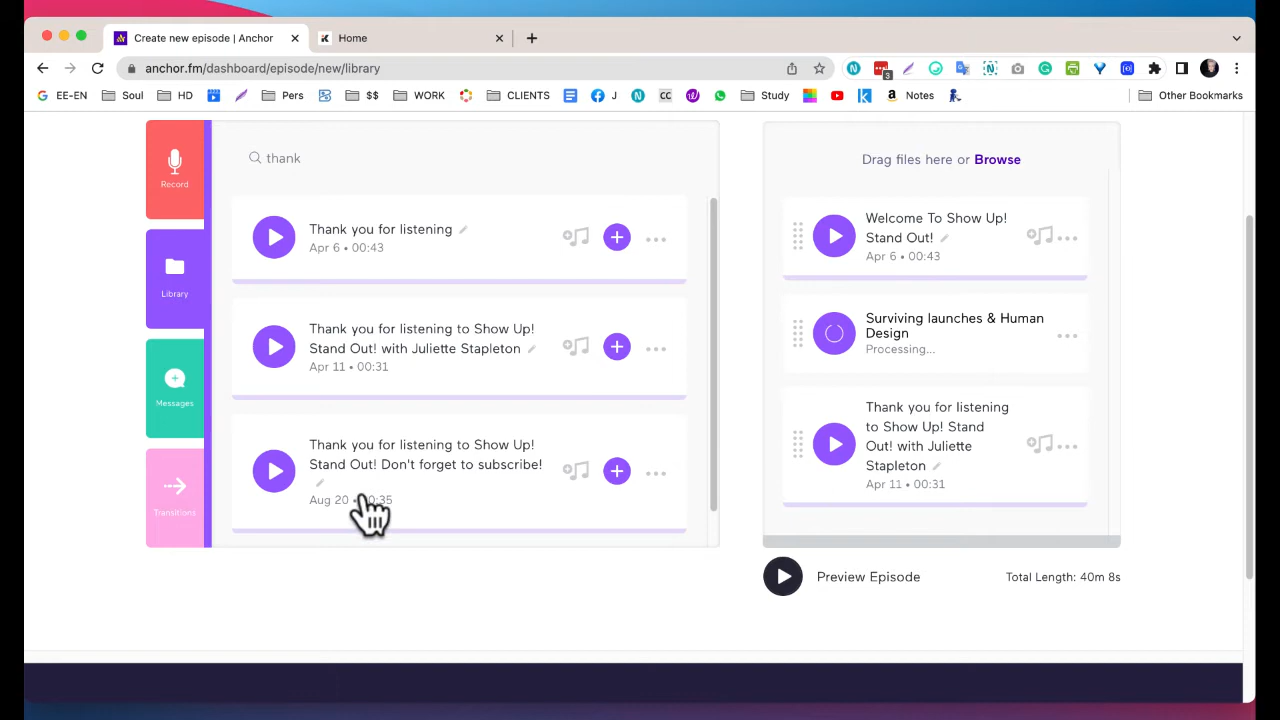 Create new episode | Anchor
Home
anchor.fm/dashboard/episode/new/library
3
EE-EN
Soul
HD
Pers
$$
WORK
CLIENTS
J
CC
Study
Notes
Other Bookmarks
Record
Library
Messages
Transitions
thank
Thank you for listening
Apr 6 • 00:43
Thank you for listening to Show Up!
Stand Out! with Juliette Stapleton
Apr 11 • 00:31
Thank you for listening to Show Up!
Stand Out! Don't forget to subscribe!
Aug 20 • 00:35
Drag files here or Browse
Welcome To Show Up!
Stand Out!
Apr 6 • 00:43
Surviving launches & Human
Design
Processing...
Thank you for listening
to Show Up! Stand
Out! with Juliette
Stapleton
Apr 11 • 00:31
Preview Episode
Total Length: 40m 8s